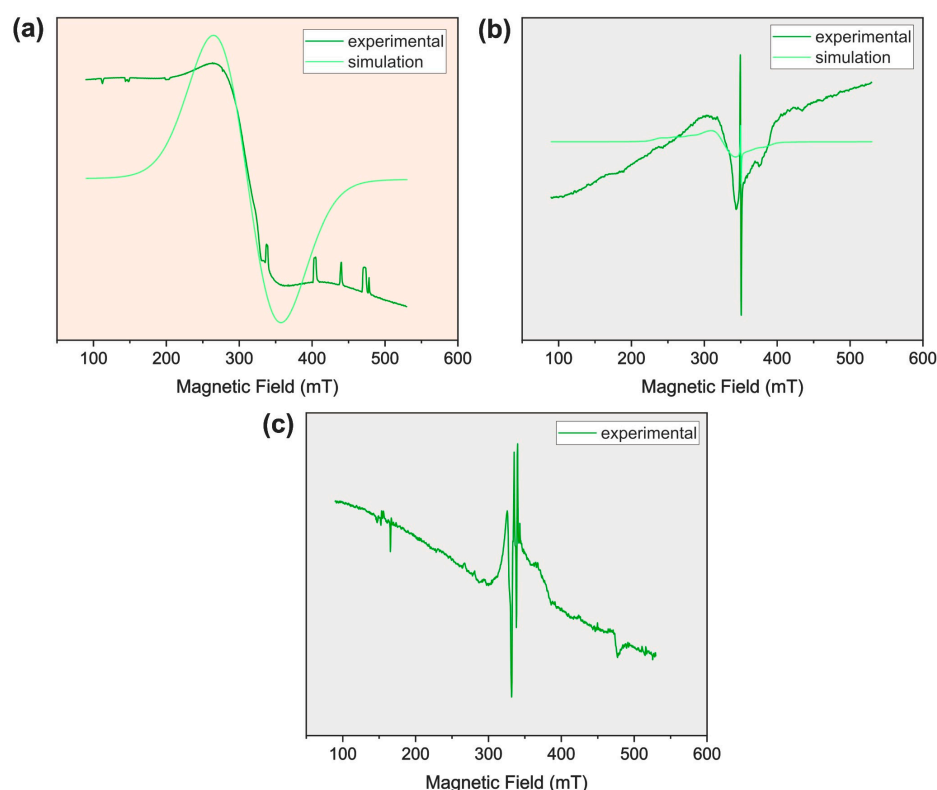 (a)
experimental
simulation
100 200 300 400 500 600
Magnetic Field (mT)
(b)
experimental
simulation
100 200 300 400 500 600
Magnetic Field (mT)
(c)
experimental
100 200 300 400 500 600
Magnetic Field (mT)